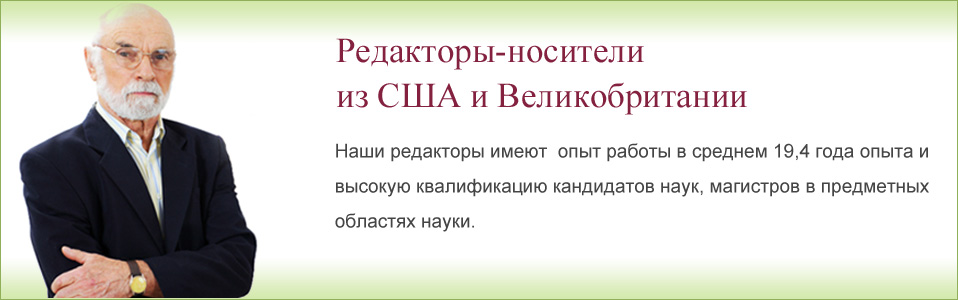 Редакторы-носители
из США и Великобритании
Наши редакторы имеют  опыт работы в среднем 19,4 года опыта и
высокую квалификацию кандидатов наук, магистров в предметных
областях науки.